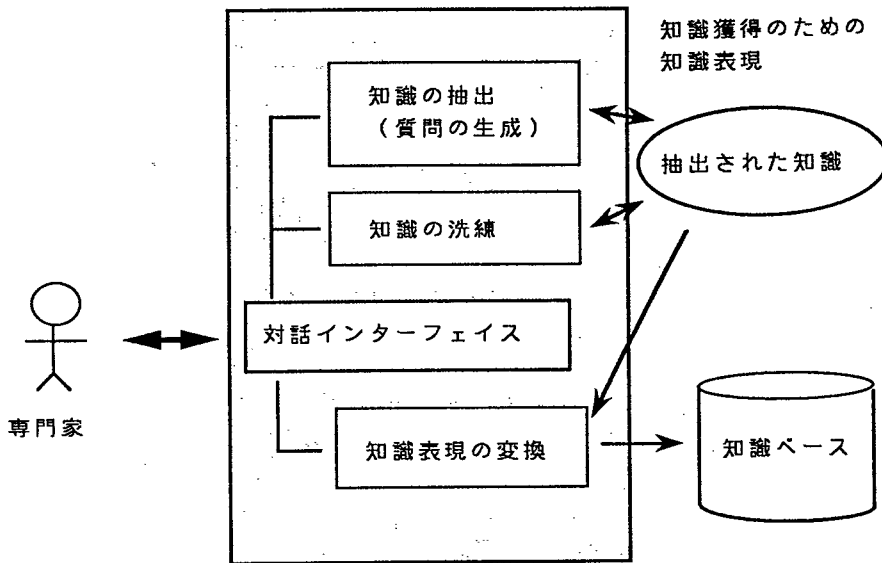 知識獲得のための
知識表現
知識の抽出
(質問の生成)
抽出された知識
知識の洗練
対話インターフェイス
専門家
知識表現の変換
知識ベース